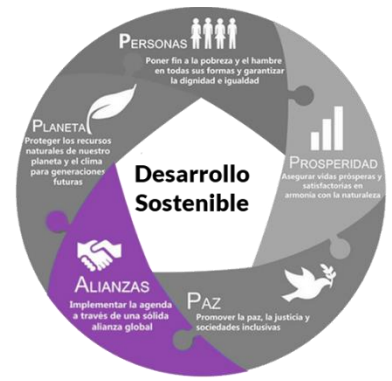 PERSONAS
Poner fin a la pobreza y el hambre
en todas sus formas y garantizar
la dignidad e igualdad
PROSPERIDAD
Asegurar vidas prósperas y
satisfactorias en
armonía con la naturaleza
PAZ
Promover la paz, la justicia y
sociedades inclusivas
ALIANZAS
Implementar la agenda
a través de una sólida
alianza global
PLANETA
Proteger los recursos
naturales de nuestro
planeta y el clima
para generaciones
futuras
Desarrollo
Sostenible